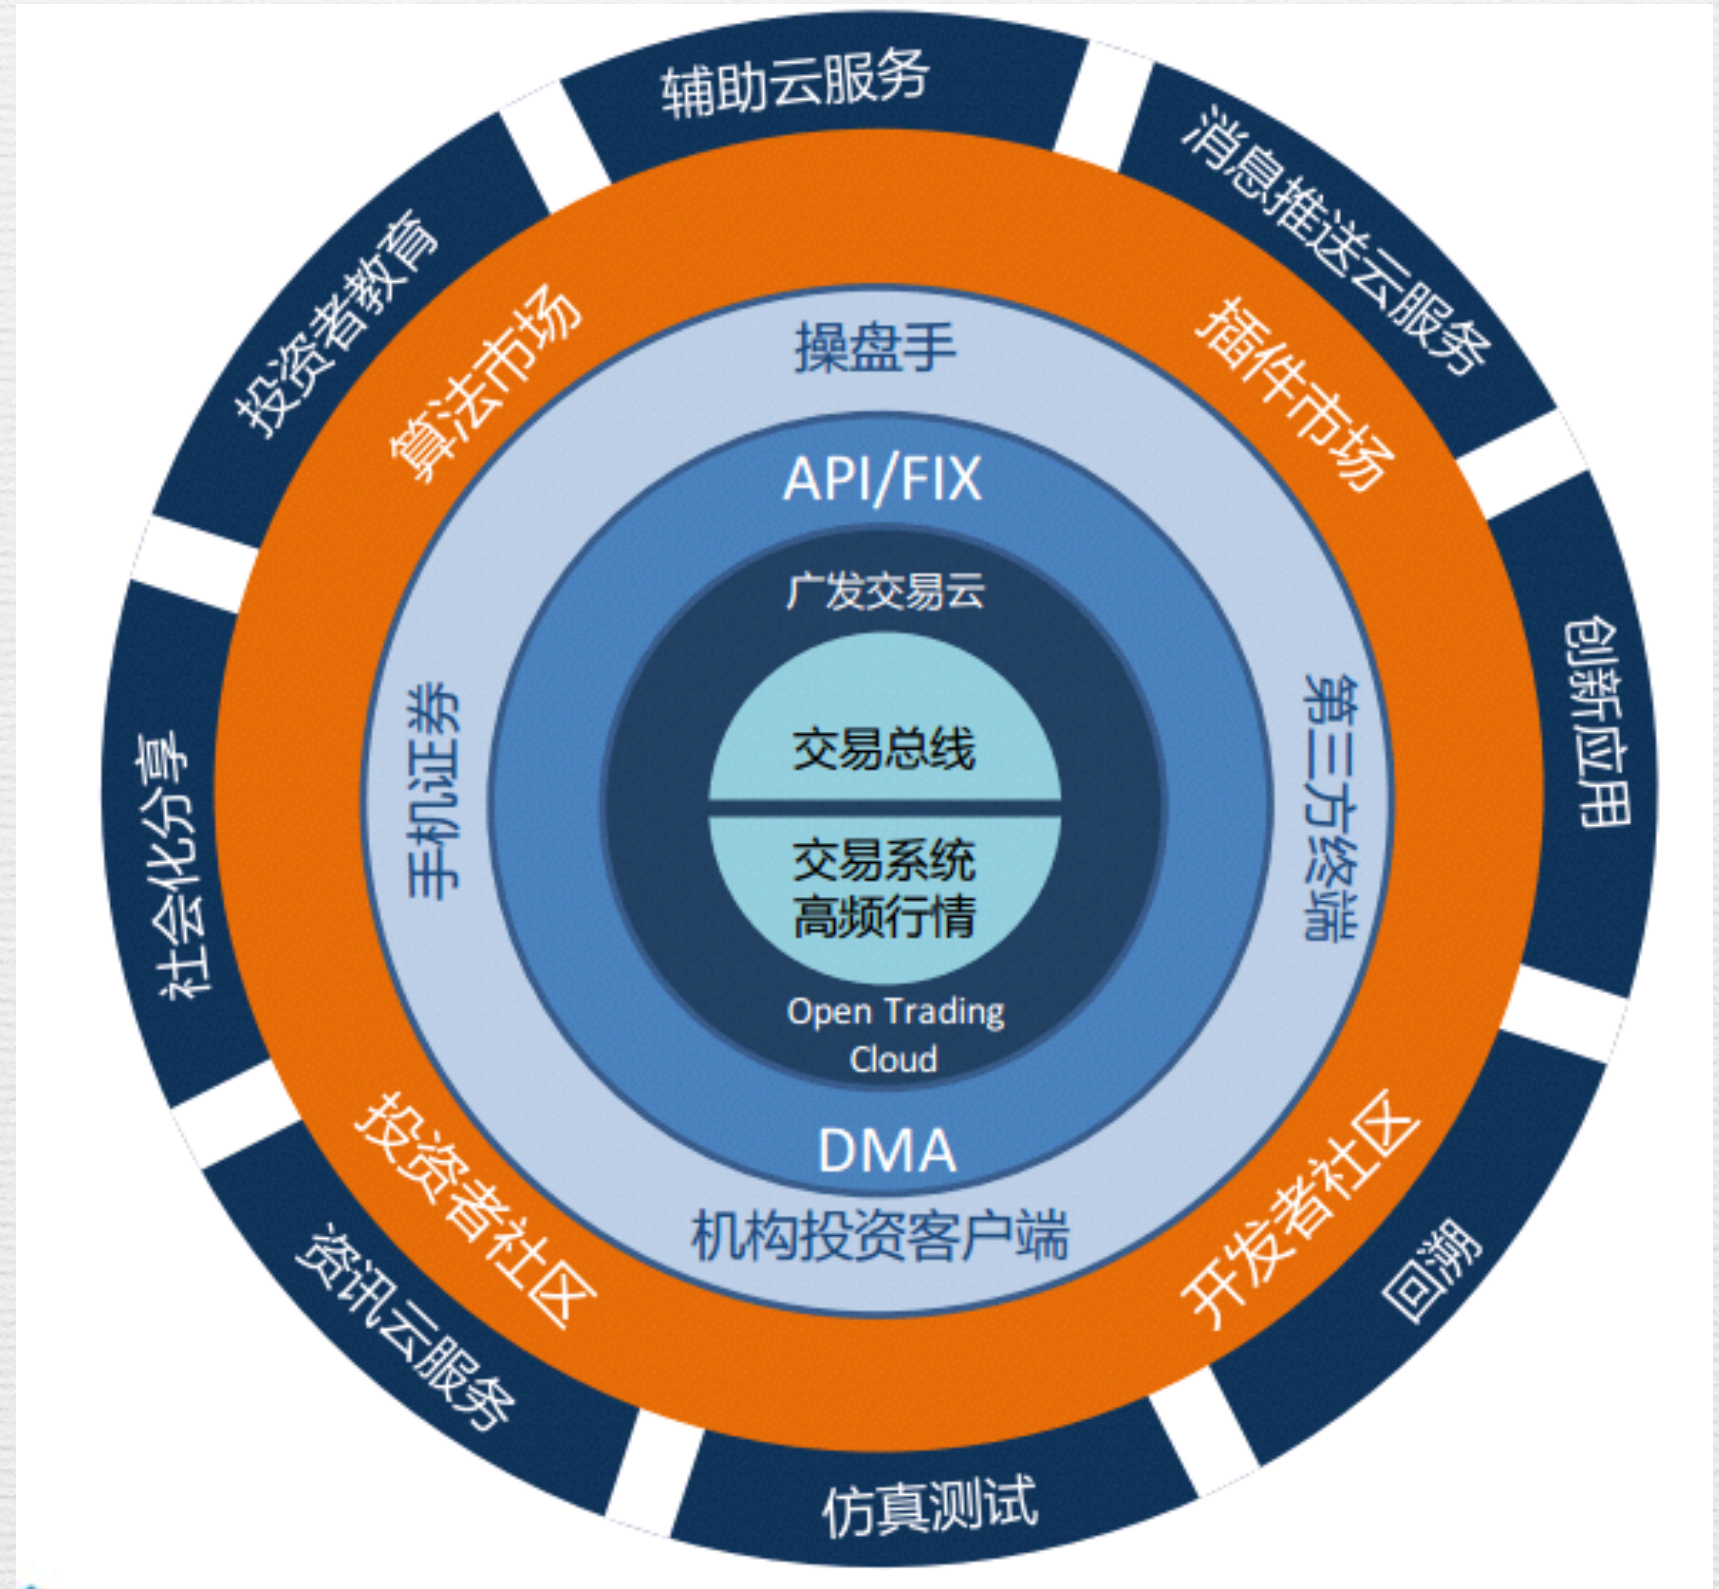 辅助云服务
消息推送云服务
创新应用
回溯
仿真测试
资讯云服务
社会化分享
投资者教育
算法市场
插件市场
开发者社区
投资者社区
操盘手
第三方终端
机构投资客户端
手机证券
API/FIX
DMA
广发交易云
交易总线
交易系统
高频行情
Open Trading
Cloud